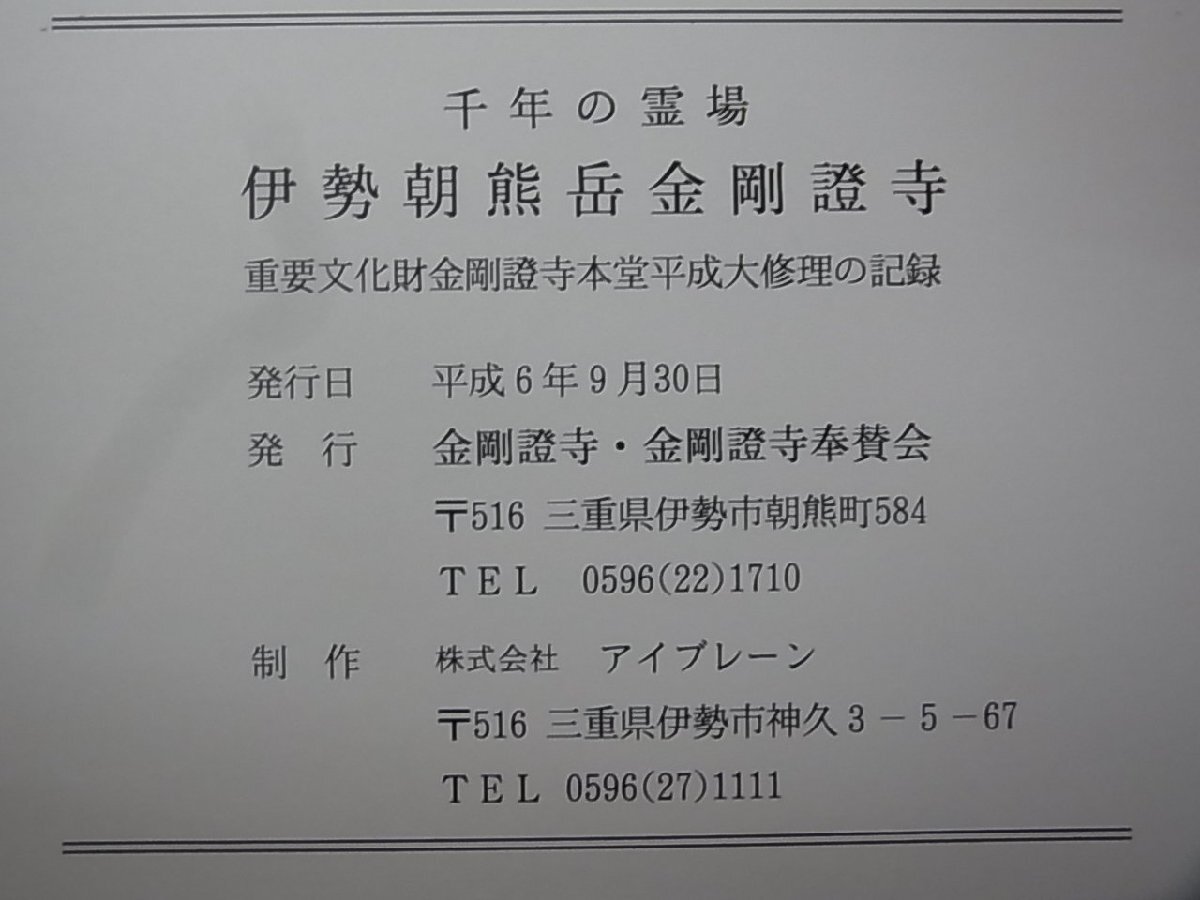 千年の霊場
伊勢朝熊岳金剛證寺
重要文化財金剛證寺本堂平成大修理の記録
発行日　平成6年9月30日
発　行　金剛證寺・金剛證寺奉賛会
〒516 三重県伊勢市朝熊町584
ＴＥＬ　0596(22)1710
制　作　株式会社　アイブレーン
〒516 三重県伊勢市神久3－5－67
ＴＥＬ 0596(27)1111